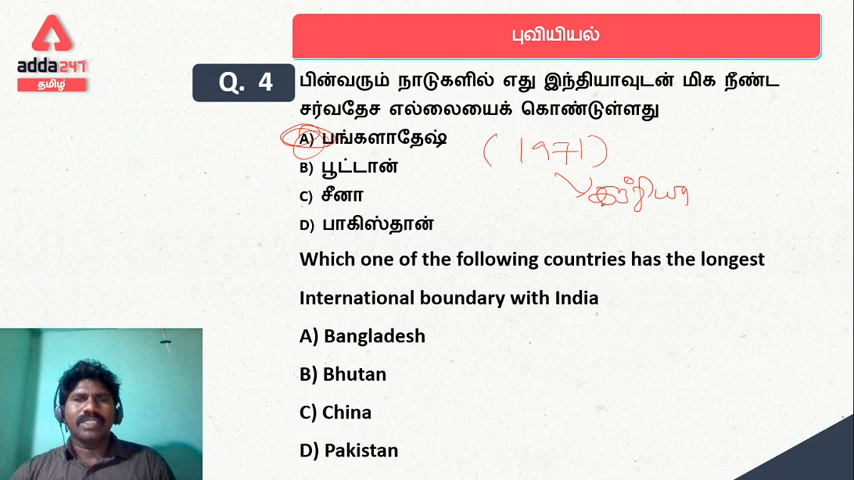 புவியியல்
adda247
தமிழ்
Q. 4
பின்வரும் நாடுகளில் எது இந்தியாவுடன் மிக நீண்ட
சர்வதேச எல்லையைக் கொண்டுள்ளது
A) பங்களாதேஷ்
(1971)
B) பூட்டான்
C) சீனா
D) பாகிஸ்தான்
Which one of the following countries has the longest
International boundary with India
A) Bangladesh
B) Bhutan
C) China
D) Pakistan